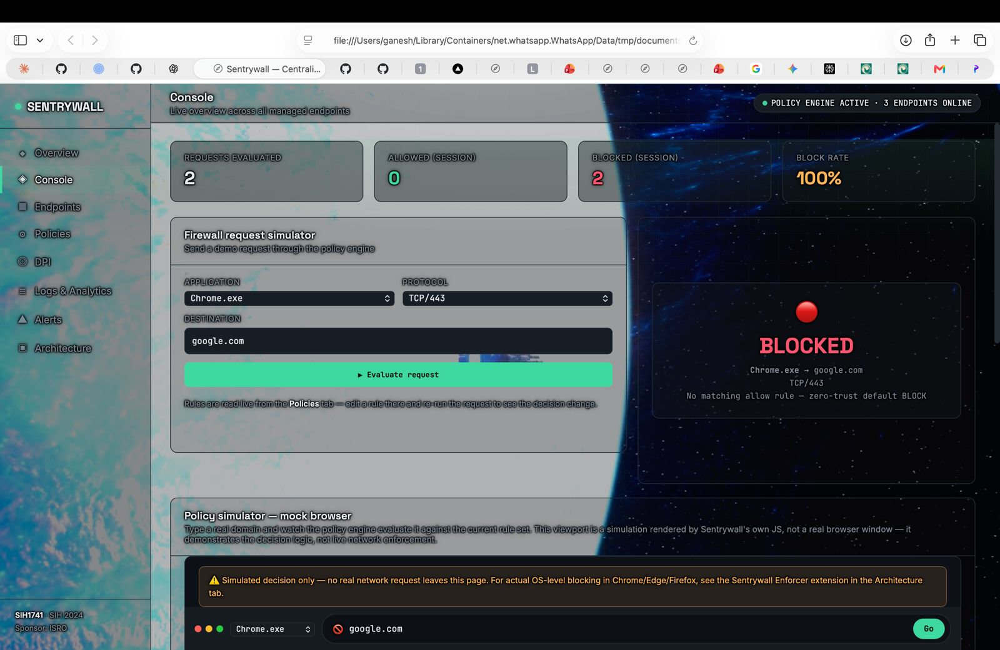 file:///Users/ganesh/Library/Containers/net.whatsapp.WhatsApp/Data/tmp/documents
1
Sentrywall — Centrali...
L
SENTRYWALL
Console
Live overview across all managed endpoints
POLICY ENGINE ACTIVE · 3 ENDPOINTS ONLINE
Overview
Console
Endpoints
Policies
DPI
Logs & Analytics
Alerts
Architecture
SIH1741 · SIH 2024
Sponsor: ISRO
REQUESTS EVALUATED
2
ALLOWED (SESSION)
0
BLOCKED (SESSION)
2
BLOCK RATE
100%
Firewall request simulator
Send a demo request through the policy engine
APPLICATION
Chrome.exe
PROTOCOL
TCP/443
DESTINATION
google.com
▶ Evaluate request
Rules are read live from the Policies tab — edit a rule there and re-run the request to see the decision change.
BLOCKED
Chrome.exe → google.com
TCP/443
No matching allow rule — zero-trust default BLOCK
Policy simulator — mock browser
Type a real domain and watch the policy engine evaluate it against the current rule set. This viewport is a simulation rendered by Sentrywall's own JS, not a real browser window — it
demonstrates the decision logic, not live network enforcement.
⚠️ Simulated decision only — no real network request leaves this page. For actual OS-level blocking in Chrome/Edge/Firefox, see the Sentrywall Enforcer extension in the Architecture
tab.
Chrome.exe
google.com
Go